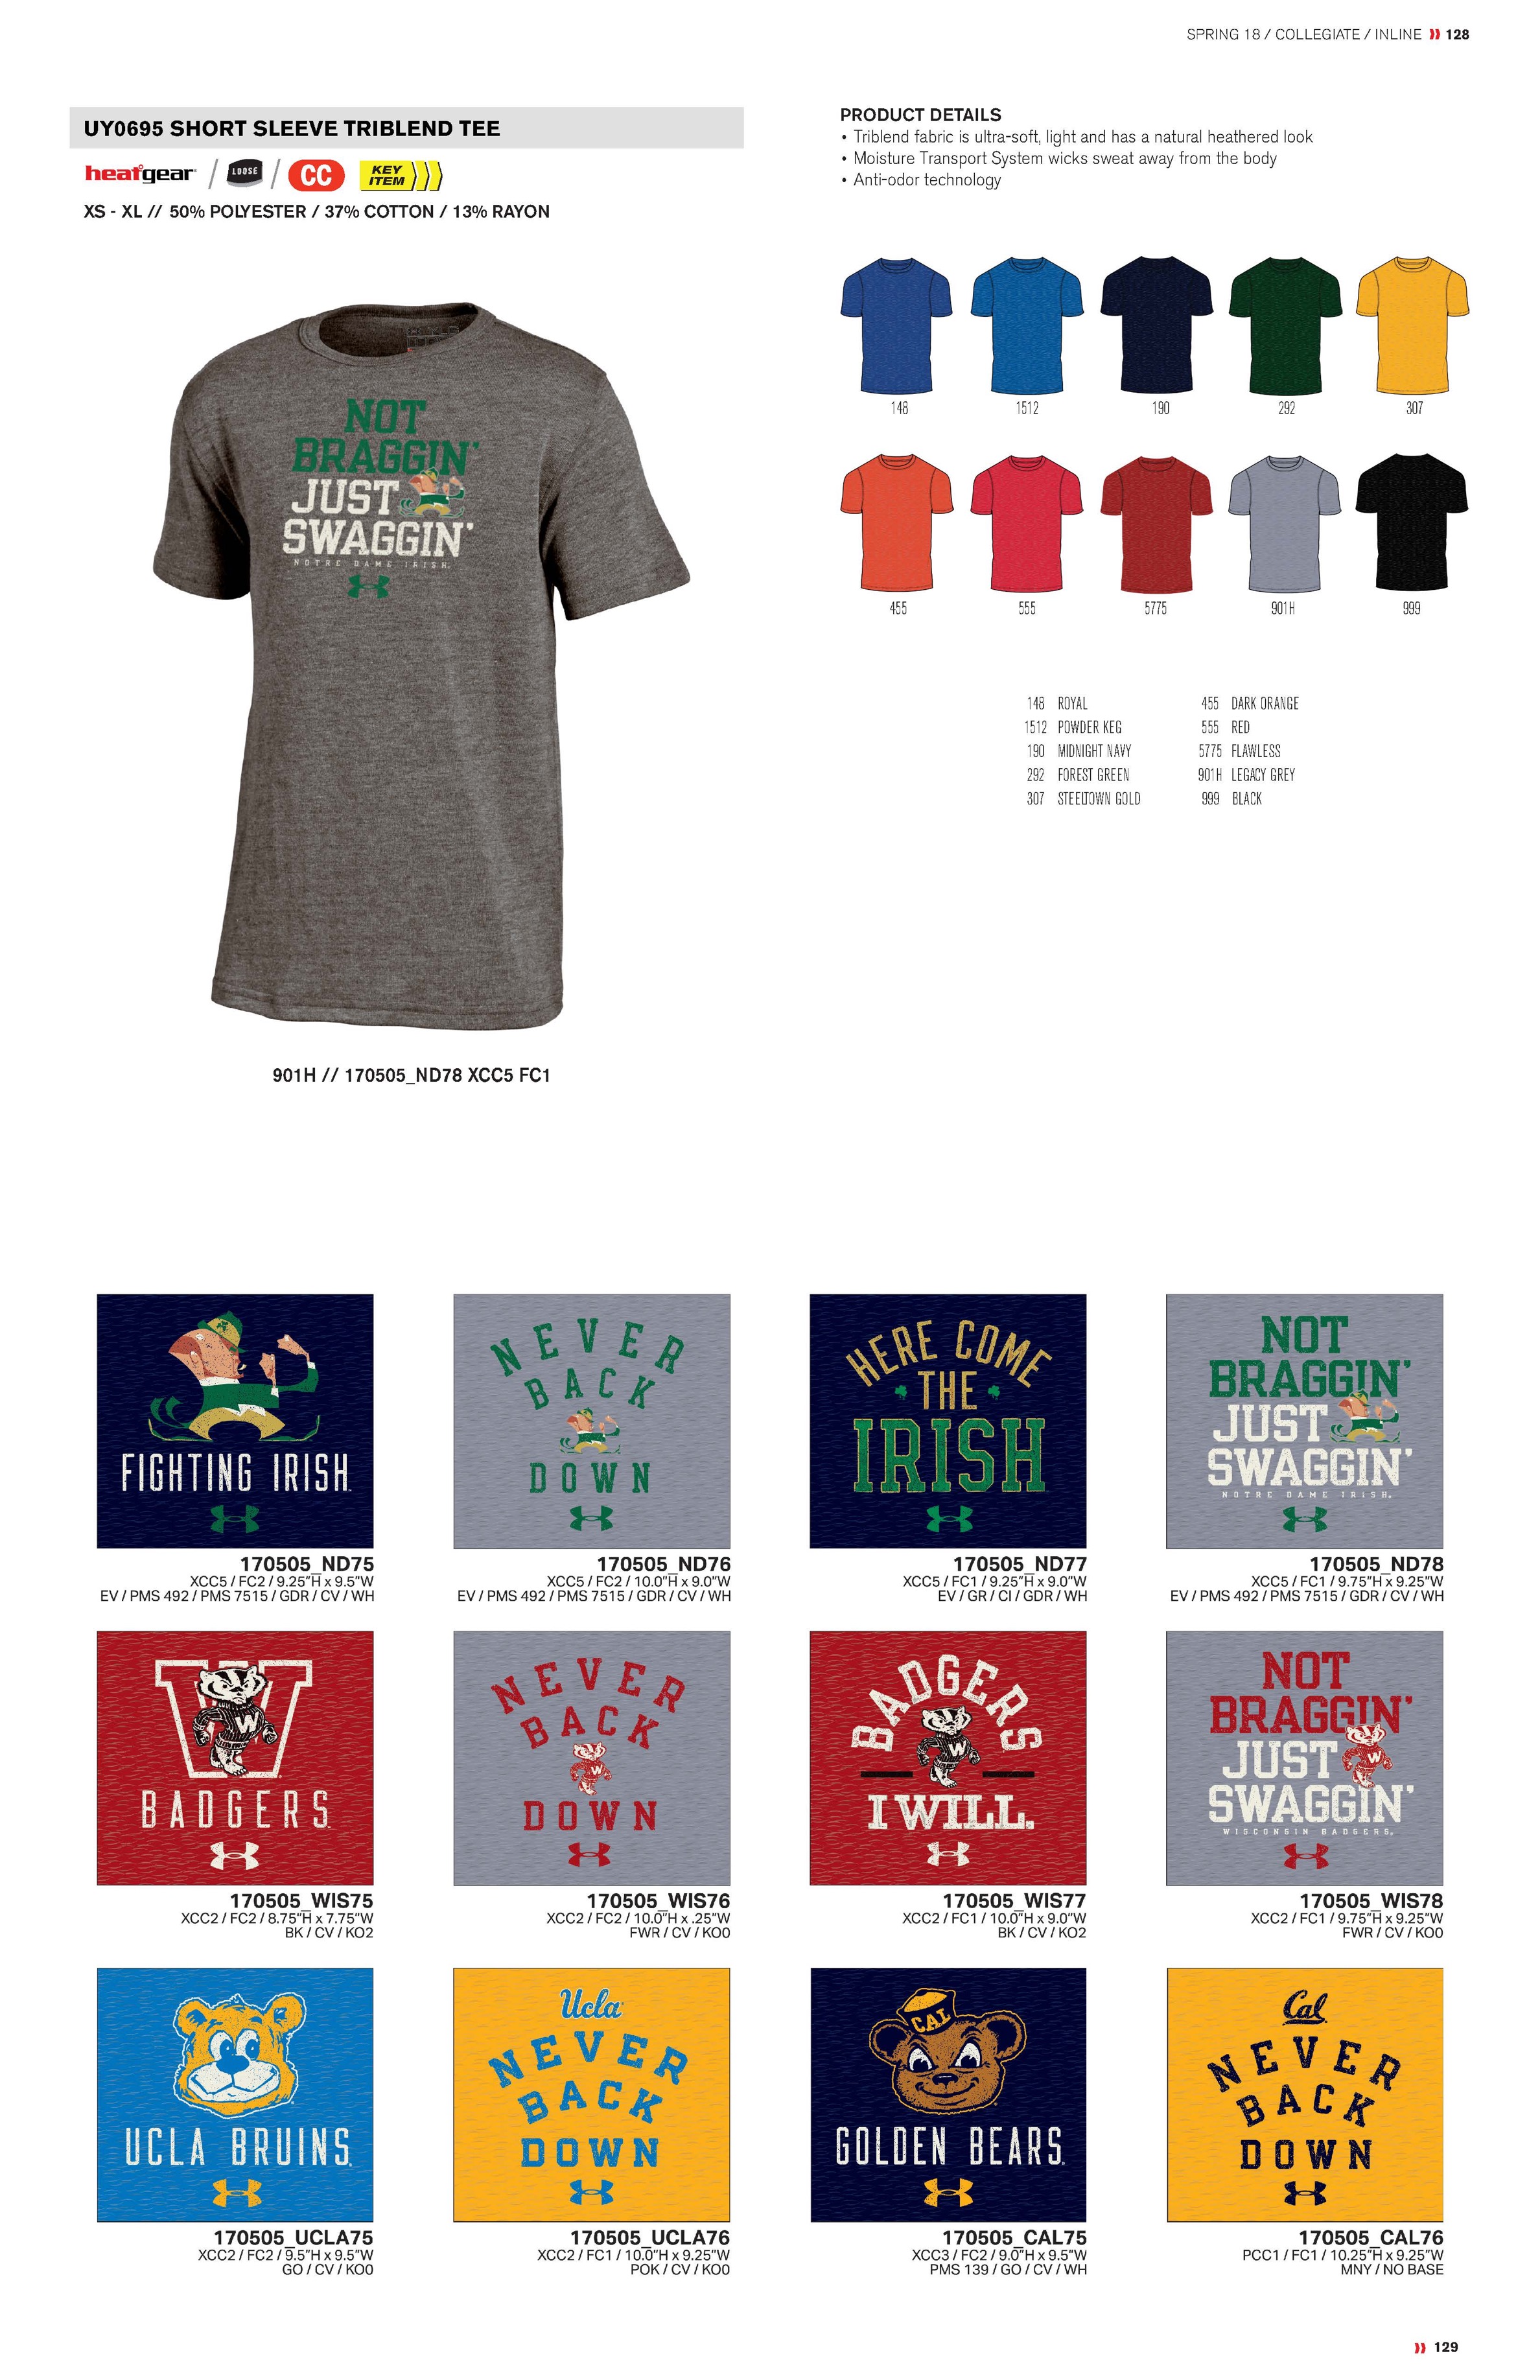 SPRING 18 / COLLEGIATE / INLINE 128
UY0695 SHORT SLEEVE TRIBLEND TEE
heatgear / LOOSE / CC KEY ITEM
XS - XL // 50% POLYESTER / 37% COTTON / 13% RAYON
PRODUCT DETAILS
• Triblend fabric is ultra-soft, light and has a natural heathered look
• Moisture Transport System wicks sweat away from the body
• Anti-odor technology
NOT
BRAGGIN'
JUST
SWAGGIN'
NOTRE DAME IRISH.
901H // 170505_ND78 XCC5 FC1
148 1512 190 292 307
455 555 5775 901H 999
148 ROYAL
1512 POWDER KEG
190 MIDNIGHT NAVY
292 FOREST GREEN
307 STEELTOWN GOLD
455 DARK ORANGE
555 RED
5775 FLAWLESS
901H LEGACY GREY
999 BLACK
FIGHTING IRISH
170505_ND75
XCC5 / FC2 / 9.25"H x 9.5"W
EV / PMS 492 / PMS 7515 / GDR / CV / WH
NEVER
BACK
DOWN
170505_ND76
XCC5 / FC2 / 10.0"H x 9.0"W
EV / PMS 492 / PMS 7515 / GDR / CV / WH
HERE COME
THE
IRISH
170505_ND77
XCC5 / FC1 / 9.25"H x 9.0"W
EV / GR / CI / GDR / WH
NOT
BRAGGIN'
JUST
SWAGGIN'
NOTRE DAME IRISH.
170505_ND78
XCC5 / FC1 / 9.75"H x 9.25"W
EV / PMS 492 / PMS 7515 / GDR / CV / WH
W
W
BADGERS
170505_WIS75
XCC2 / FC2 / 8.75"H x 7.75"W
BK / CV / KO2
NEVER
BACK
W
DOWN
170505_WIS76
XCC2 / FC2 / 10.0"H x .25"W
FWR / CV / KO0
BADGERS
W
I WILL.
170505_WIS77
XCC2 / FC1 / 10.0"H x 9.0"W
BK / CV / KO2
NOT
BRAGGIN'
JUST
W
SWAGGIN'
WISCONSIN BADGERS.
170505_WIS78
XCC2 / FC1 / 9.75"H x 9.25"W
FWR / CV / KO0
UCLA BRUINS
170505_UCLA75
XCC2 / FC2 / 9.5"H x 9.5"W
GO / CV / KO0
Ucla
NEVER
BACK
DOWN
170505_UCLA76
XCC2 / FC1 / 10.0"H x 9.25"W
POK / CV / KO0
CAL
GOLDEN BEARS
170505_CAL75
XCC3 / FC2 / 9.0"H x 9.5"W
PMS 139 / GO / CV / WH
Cal
NEVER
BACK
DOWN
170505_CAL76
PCC1 / FC1 / 10.25"H x 9.25"W
MNY / NO BASE
129